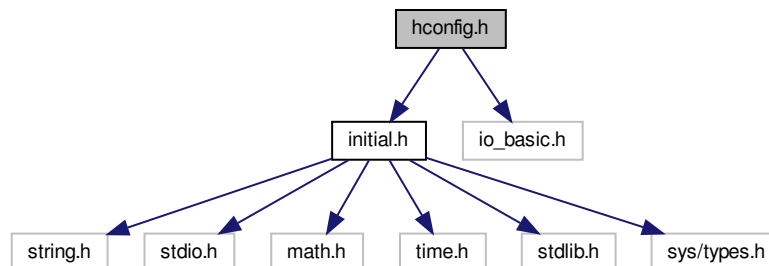 hconfig.h
initial.h
io_basic.h
string.h
stdio.h
math.h
time.h
stdlib.h
sys/types.h